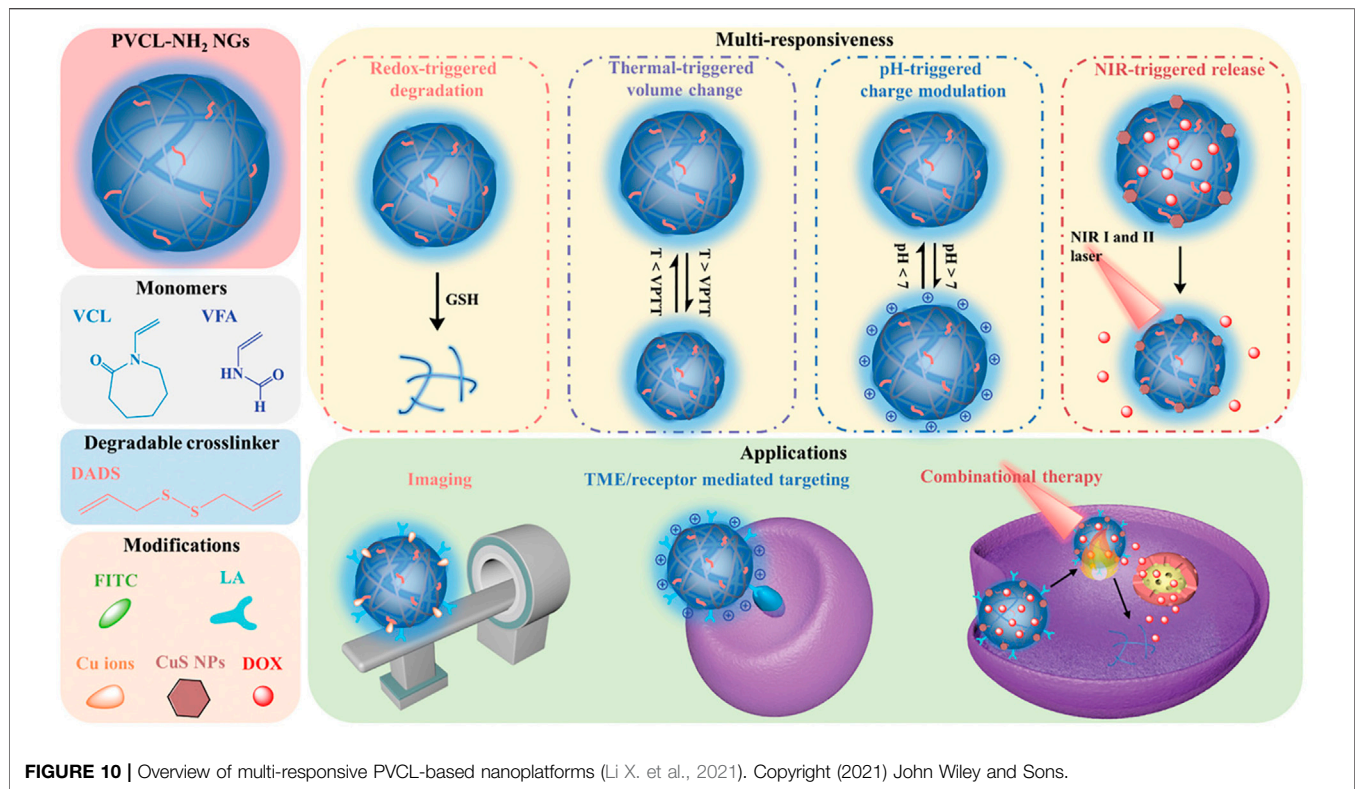 PVCL-NH₂ NGs
Monomers
VCL
VFA
N
O
HN
O
H
Degradable crosslinker
DADS
S
S
Modifications
FITC
LA
Cu ions
CuS NPs
DOX
Multi-responsiveness
Redox-triggered
degradation
GSH
Thermal-triggered
volume change
T < VPTT
T > VPTT
pH-triggered
charge modulation
pH < 7
pH > 7
NIR-triggered release
NIR I and II
laser
Applications
Imaging
TME/receptor mediated targeting
Combinational therapy
FIGURE 10 | Overview of multi-responsive PVCL-based nanoplatforms (Li X. et al., 2021). Copyright (2021) John Wiley and Sons.